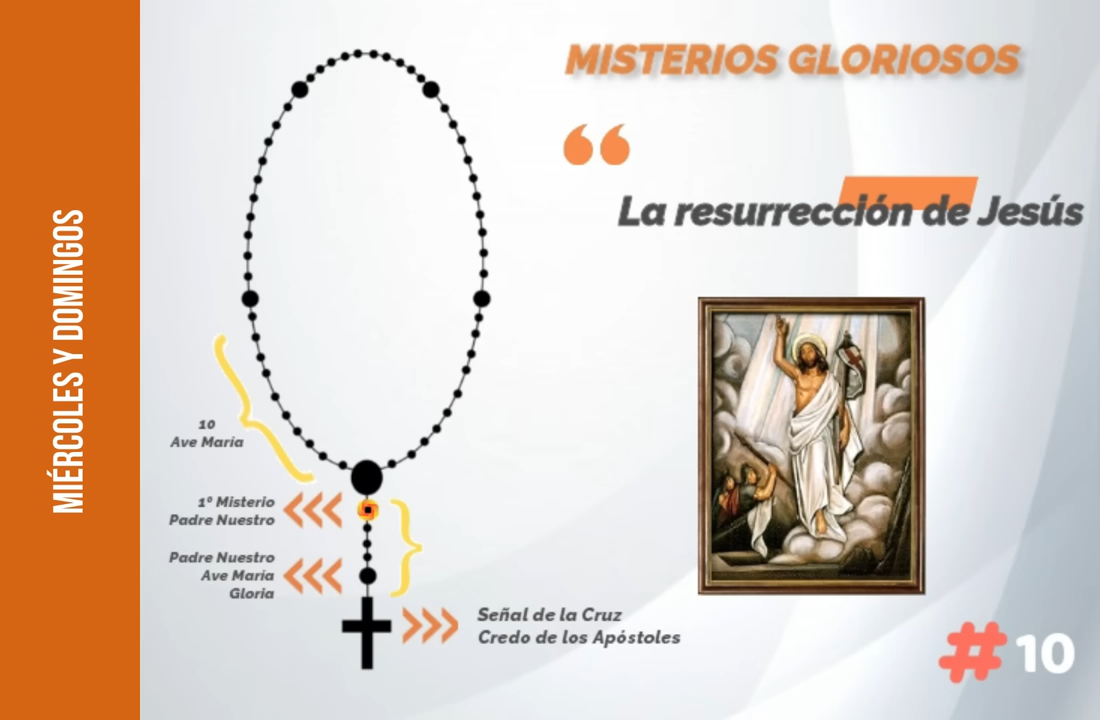 MIÉRCOLES Y DOMINGOS
MISTERIOS GLORIOSOS
“
La resurrección de Jesús
10
Ave María
1º Misterio
Padre Nuestro
Padre Nuestro
Ave María
Gloria
Señal de la Cruz
Credo de los Apóstoles
#10